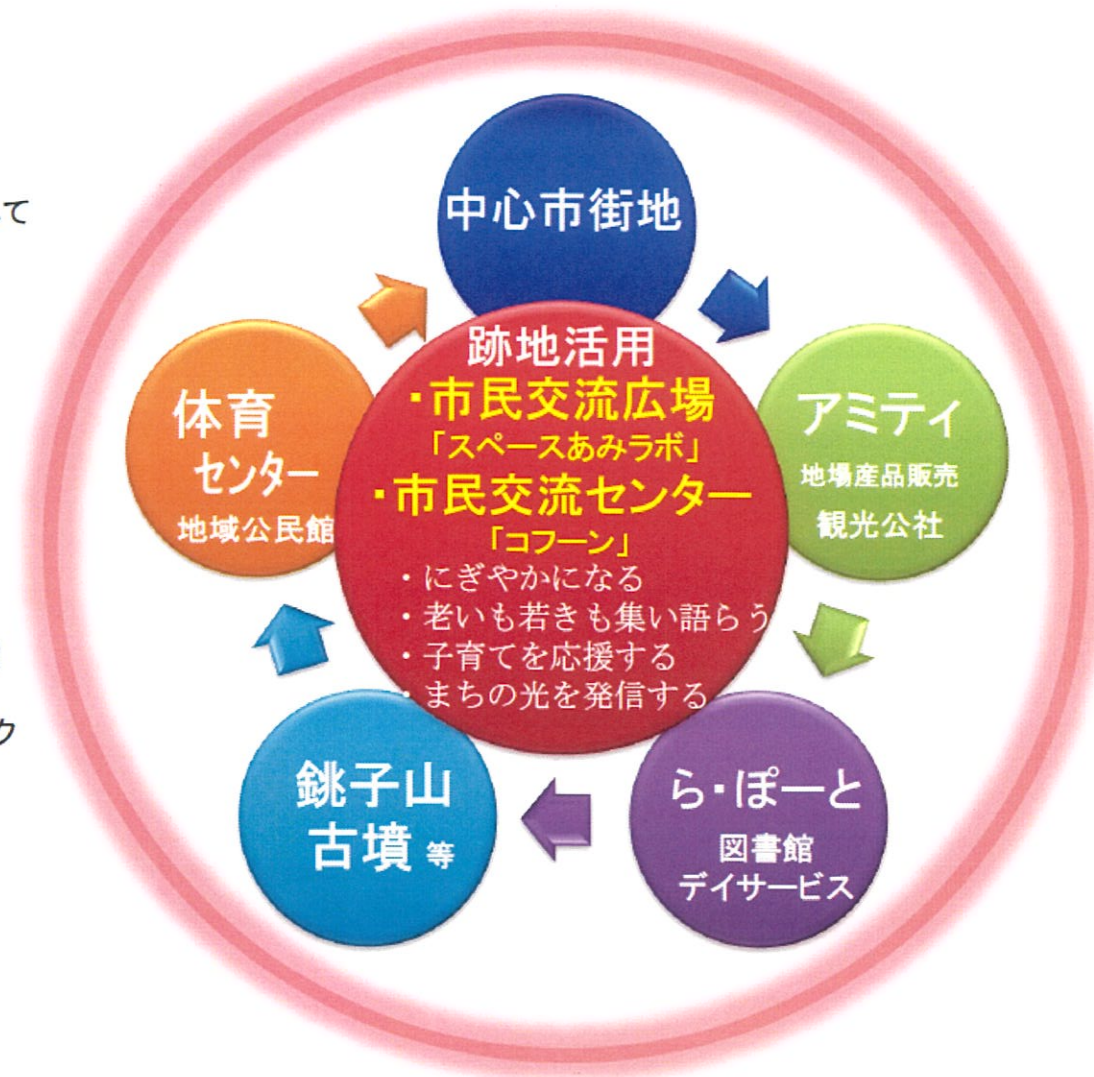 て
ク
中心市街地
跡地活用
・市民交流広場
「スペースあみラボ」
・市民交流センター
「コフーン」
・にぎやかになる
・老いも若きも集い語らう
・子育てを応援する
・まちの光を発信する
アミティ
地場産品販売
観光公社
ら・ぽーと
図書館
デイサービス
銚子山
古墳 等
体育
センター
地域公民館